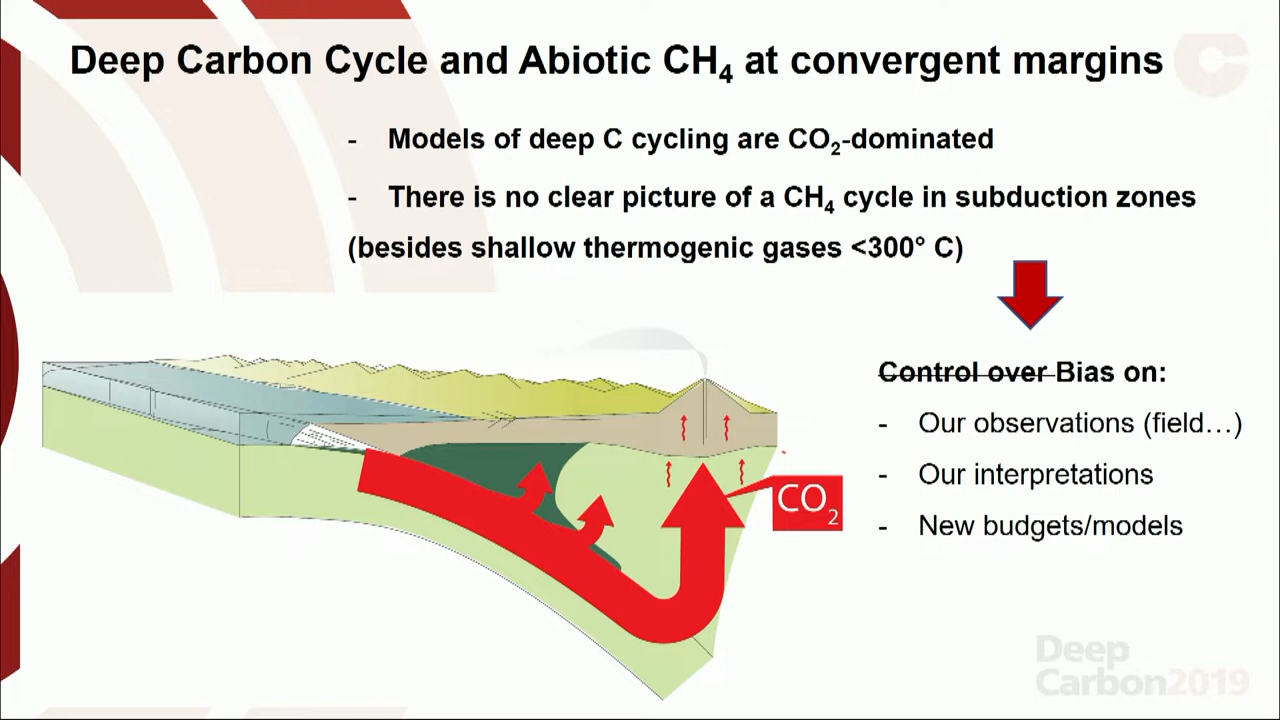 Deep Carbon Cycle and Abiotic CH₄ at convergent margins
- Models of deep C cycling are CO₂-dominated
- There is no clear picture of a CH₄ cycle in subduction zones
(besides shallow thermogenic gases <300° C)
Control over Bias on:
- Our observations (field…)
- Our interpretations
- New budgets/models
CO₂
Deep
Carbon2019